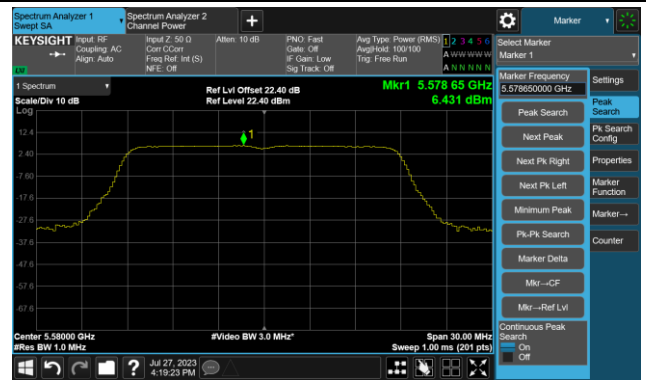 Spectrum Analyzer 1
Swept SA
Spectrum Analyzer 2
Channel Power
Marker
KEYSIGHT
Input: RF
Coupling: AC
Align: Auto
Input Z: 50 Ω
Corr CCorr
Freq Ref: Int (S)
NFE: Off
Atten: 10 dB
PNO: Fast
Gate: Off
IF Gain: Low
Sig Track: Off
Avg Type: Power (RMS)
Avg|Hold: 100/100
Trig: Free Run
1 2 3 4 5 6
A W W W W W
A N N N N N
Select Marker
Marker 1
1 Spectrum
Scale/Div 10 dB
Log
Ref Lvl Offset 22.40 dB
Ref Level 22.40 dBm
Mkr1 5.578 65 GHz
6.431 dBm
1
12.4
2.40
-7.60
-17.6
-27.6
-37.6
-47.6
-57.6
-67.6
Center 5.58000 GHz
#Res BW 1.0 MHz
#Video BW 3.0 MHz*
Span 30.00 MHz
Sweep 1.00 ms (201 pts)
Marker Frequency
5.578650000 GHz
Peak Search
Next Peak
Next Pk Right
Next Pk Left
Minimum Peak
Pk-Pk Search
Marker Delta
Mkr→CF
Mkr→Ref Lvl
Continuous Peak
Search
On
Off
Settings
Peak
Search
Pk Search
Config
Properties
Marker
Function
Marker→
Counter
?
Jul 27, 2023
4:19:23 PM